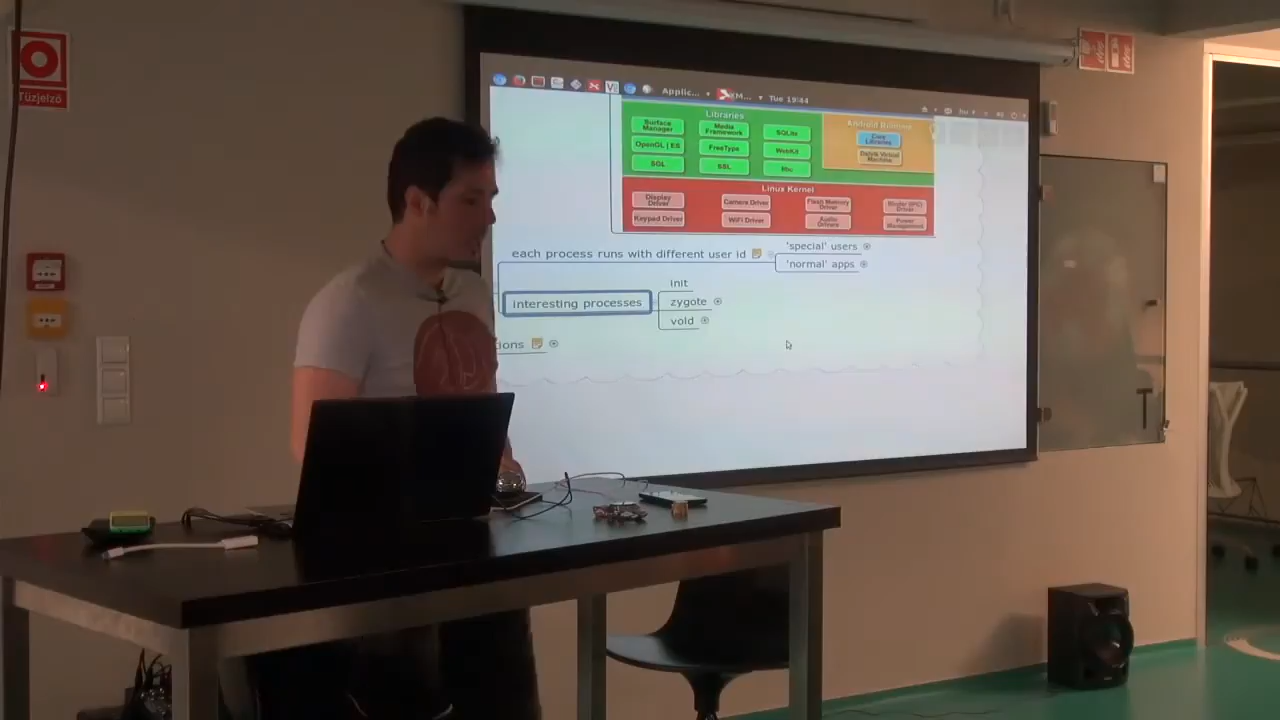 Tűzjelző
Applic...
Tue 19:44
Libraries
Surface Manager
Media Framework
SQLite
OpenGL | ES
FreeType
WebKit
SGL
SSL
libc
Android Runtime
Core Libraries
Dalvik Virtual Machine
Linux Kernel
Display Driver
Camera Driver
Flash Memory Driver
Binder (IPC) Driver
Keypad Driver
WiFi Driver
Audio Drivers
Power Management
each process runs with different user id
'special' users
'normal' apps
interesting processes
init
zygote
vold
ions